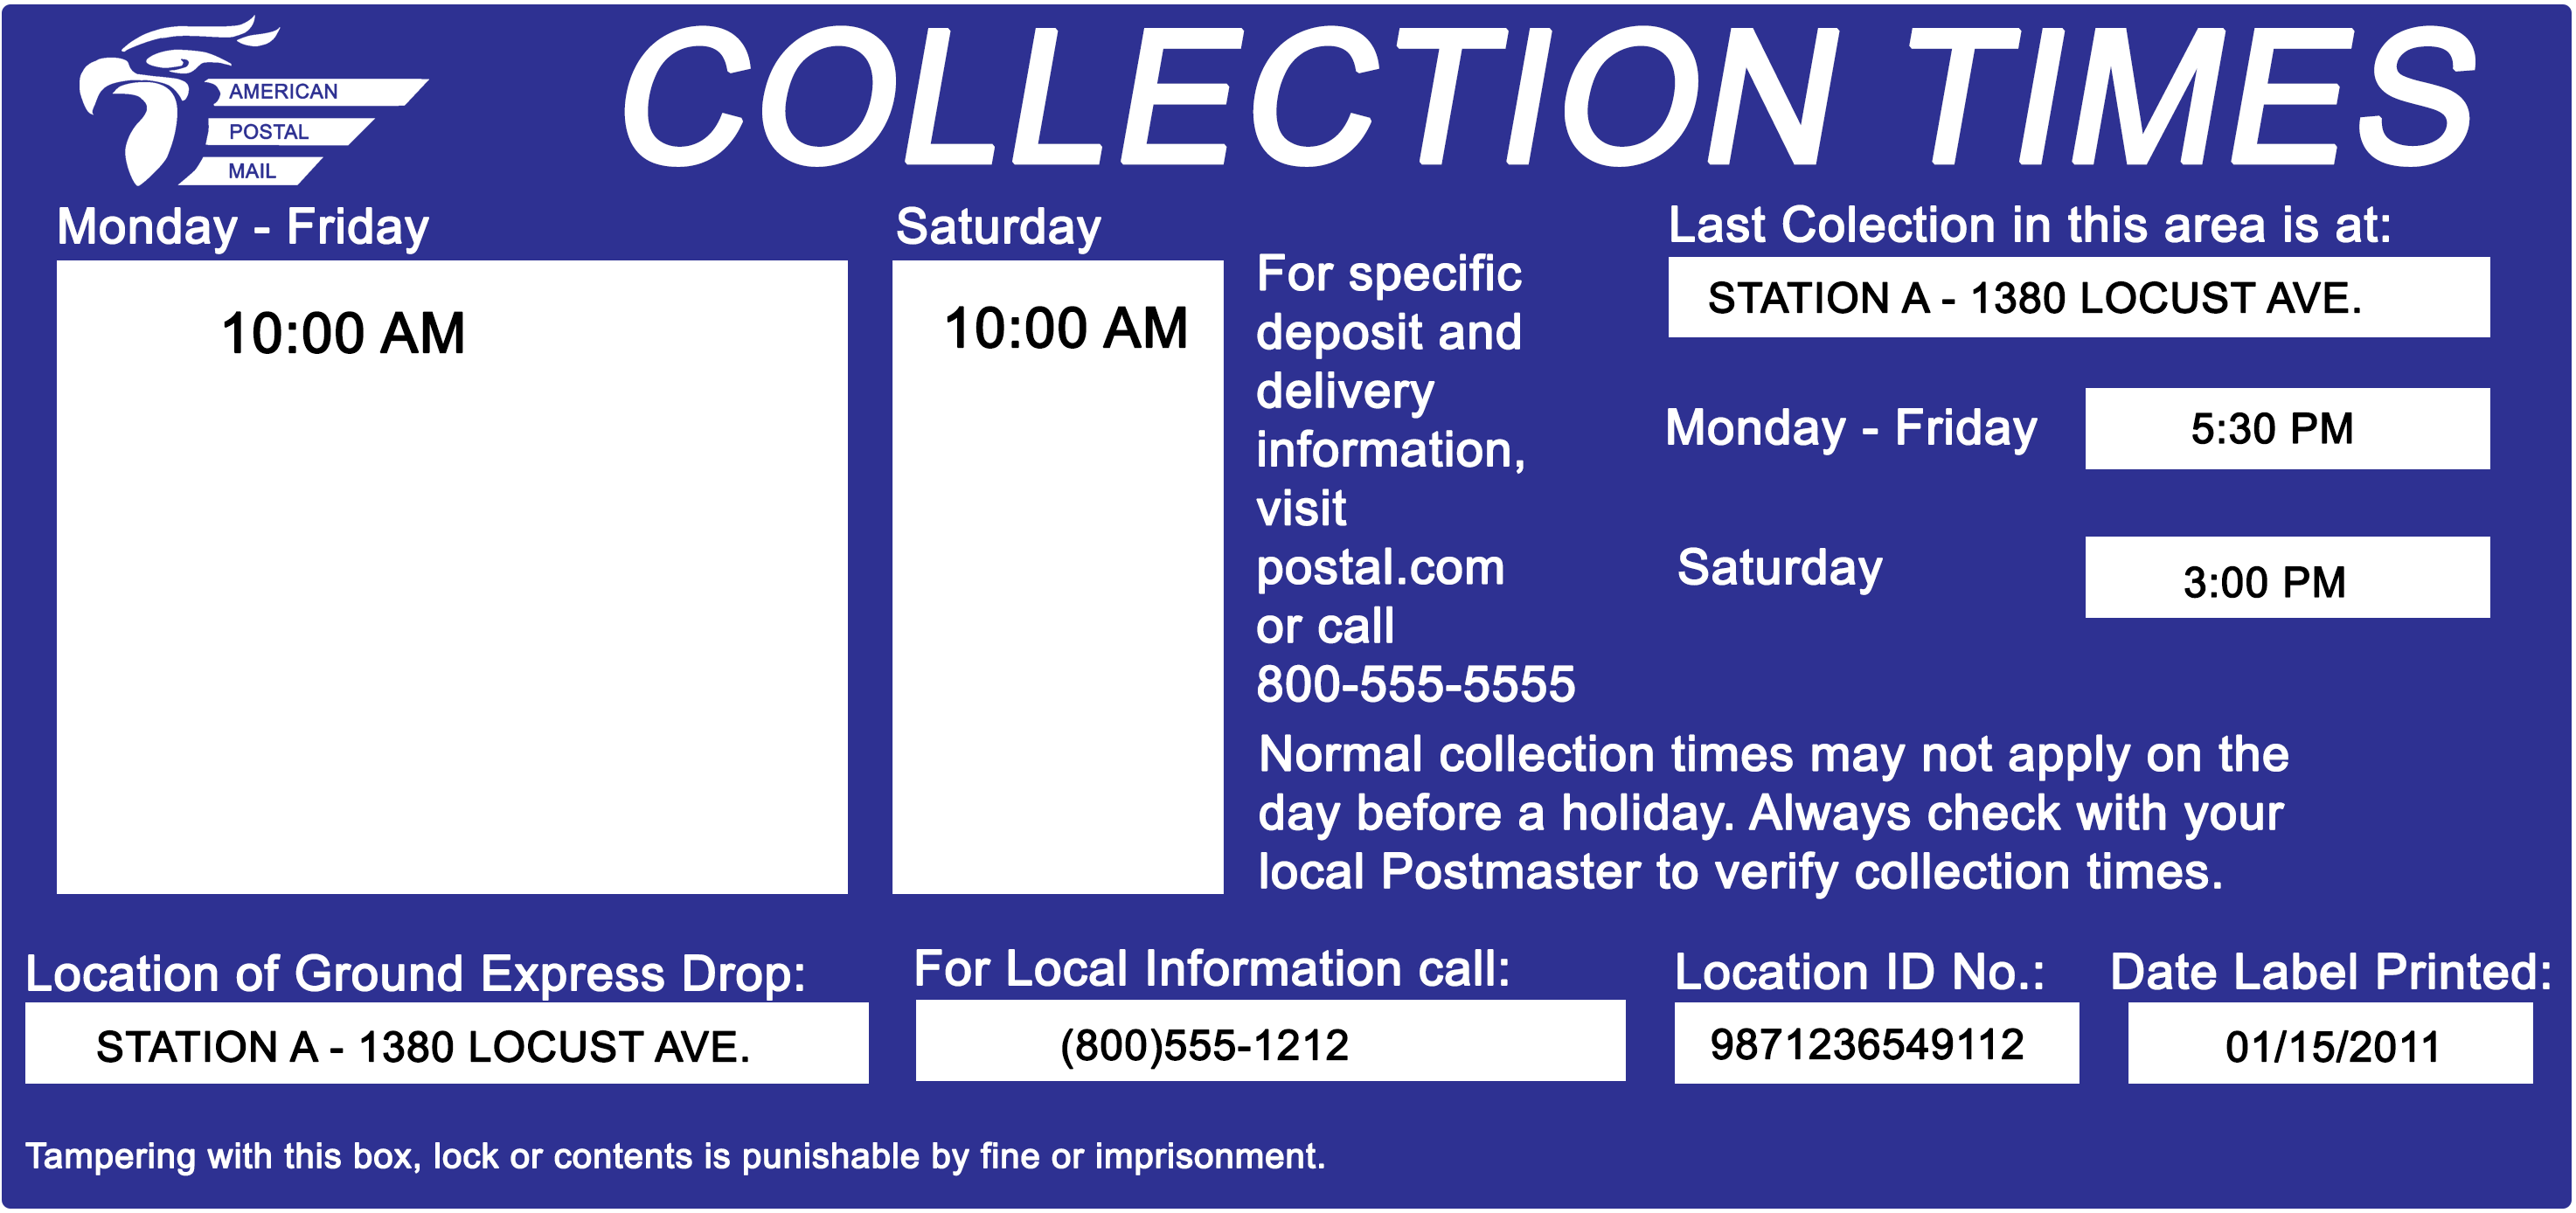 AMERICAN
POSTAL
MAIL
COLLECTION TIMES
Monday - Friday
10:00 AM
Saturday
10:00 AM
For specific
deposit and
delivery
information,
visit
postal.com
or call
800-555-5555
Last Colection in this area is at:
STATION A - 1380 LOCUST AVE.
Monday - Friday
5:30 PM
Saturday
3:00 PM
Normal collection times may not apply on the
day before a holiday. Always check with your
local Postmaster to verify collection times.
Location of Ground Express Drop:
STATION A - 1380 LOCUST AVE.
For Local Information call:
(800)555-1212
Location ID No.:
9871236549112
Date Label Printed:
01/15/2011
Tampering with this box, lock or contents is punishable by fine or imprisonment.